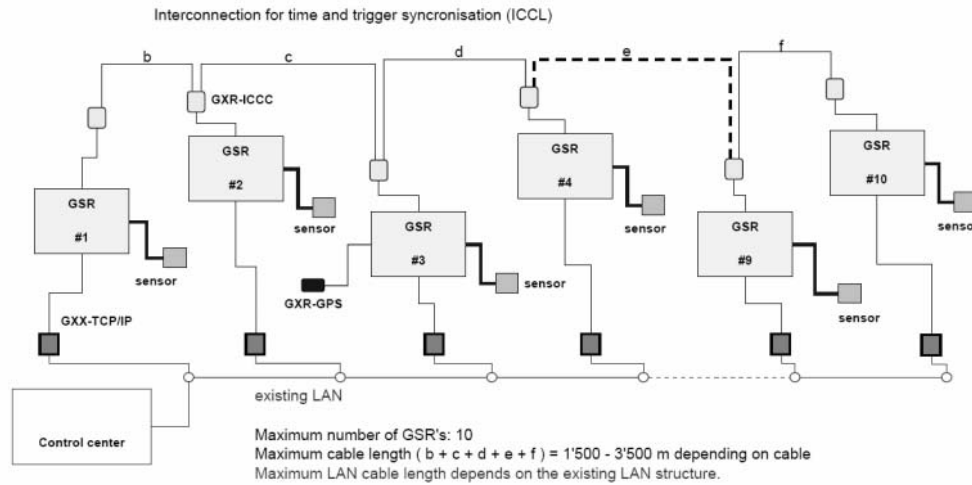 Interconnection for time and trigger syncronisation (ICCL)
b
c
d
e
f
GXR-ICCC
GSR
#1
GSR
#2
GSR
#3
GSR
#4
GSR
#9
GSR
#10
sensor
sensor
sensor
sensor
sensor
sensor
GXR-GPS
GXX-TCP/IP
existing LAN
Control center
Maximum number of GSR's: 10
Maximum cable length ( b + c + d + e + f ) = 1'500 - 3'500 m depending on cable
Maximum LAN cable length depends on the existing LAN structure.